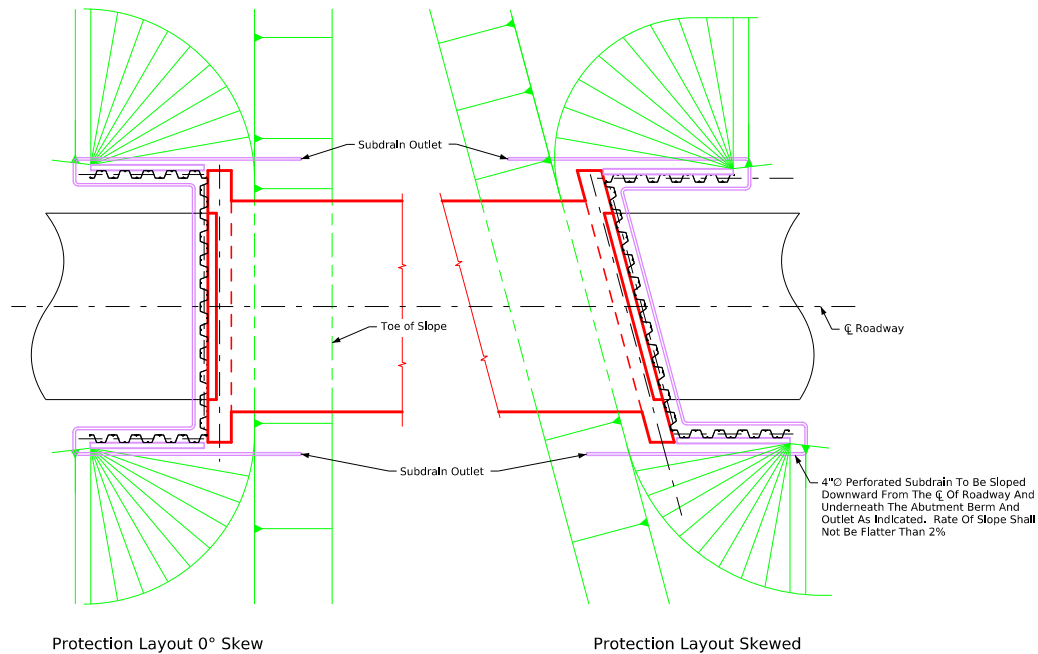 Subdrain Outlet
Toe of Slope
℄ Roadway
Subdrain Outlet
4"∅ Perforated Subdrain To Be Sloped
Downward From The ℄ Of Roadway And
Underneath The Abutment Berm And
Outlet As Indicated.  Rate Of Slope Shall
Not Be Flatter Than 2%
Protection Layout 0° Skew
Protection Layout Skewed